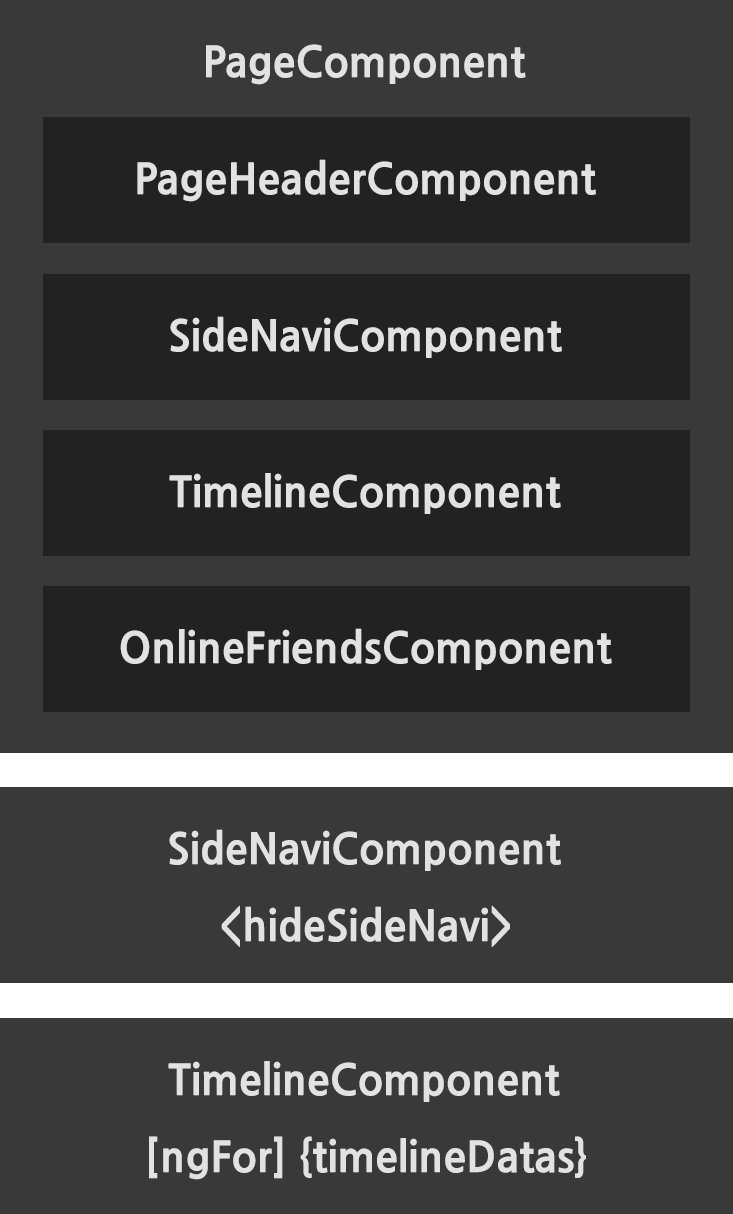 PageComponent
PageHeaderComponent
SideNaviComponent
TimelineComponent
OnlineFriendsComponent
SideNaviComponent
<hideSideNavi>
TimelineComponent
[ngFor] {timelineDatas}